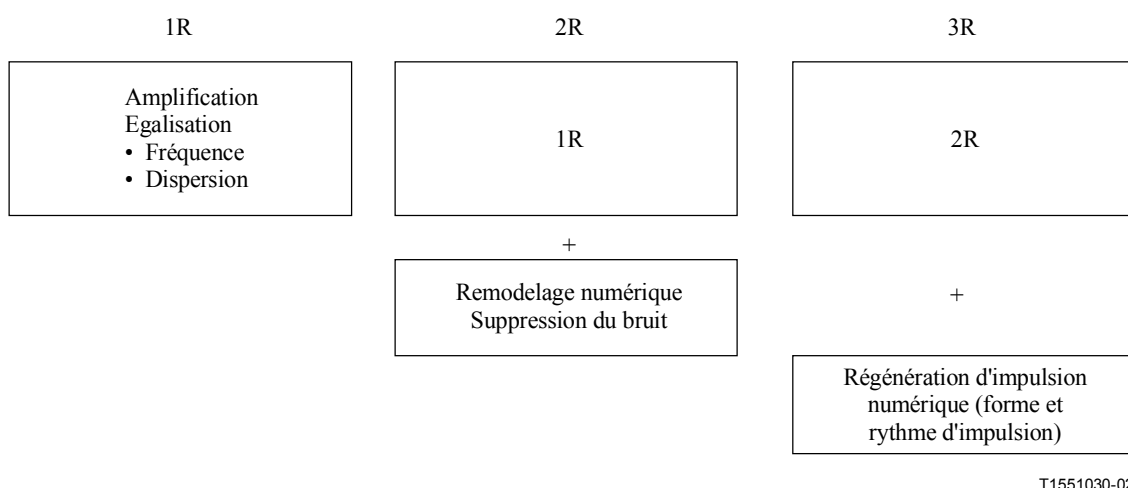 1R
2R
3R
Amplification
Egalisation
• Fréquence
• Dispersion
1R
2R
+
Remodelage numérique
Suppression du bruit
+
Régénération d'impulsion
numérique (forme et
rythme d'impulsion)
T1551030-02